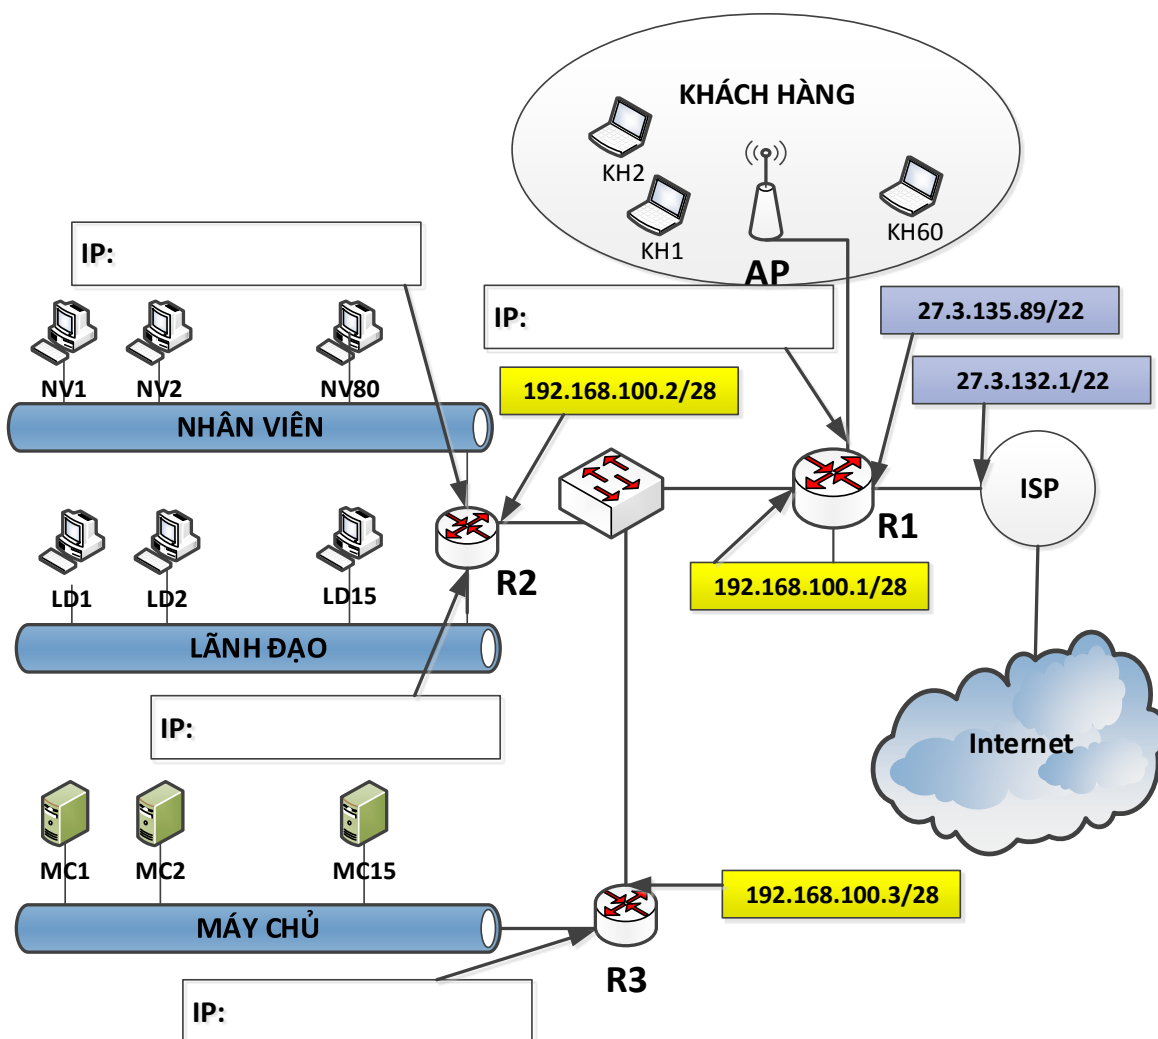 KHÁCH HÀNG
KH2
KH1
KH60
AP
IP:
IP:
27.3.135.89/22
27.3.132.1/22
NV1
NV2
NV80
192.168.100.2/28
NHÂN VIÊN
ISP
R1
LD1
LD2
LD15
R2
192.168.100.1/28
LÃNH ĐẠO
IP:
Internet
MC1
MC2
MC15
192.168.100.3/28
MÁY CHỦ
R3
IP: